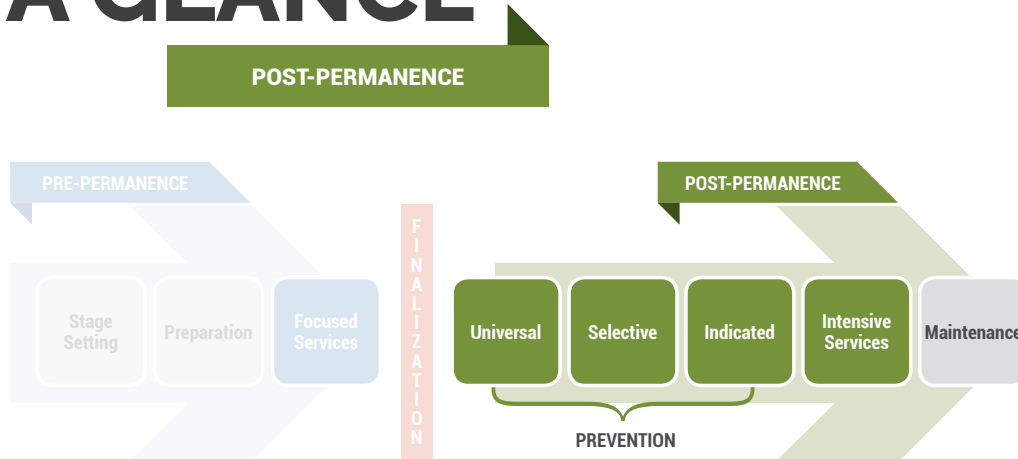 A GLANCE
POST-PERMANENCE
PRE-PERMANENCE
POST-PERMANENCE
FINALIZATION
Stage
Setting
Preparation
Focused
Services
Universal
Selective
Indicated
Intensive
Services
Maintenance
PREVENTION